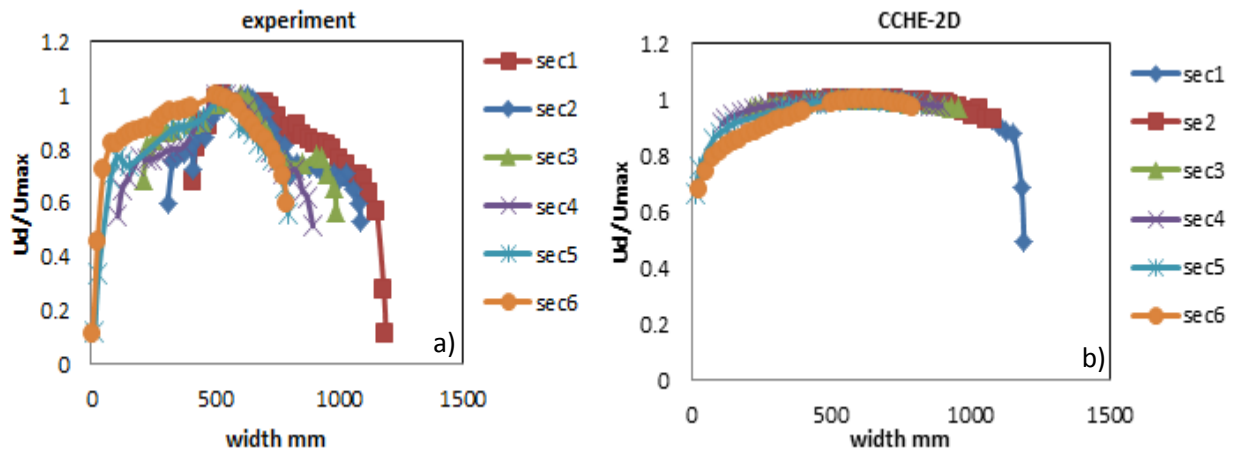 experiment
1.2
1
0.8
0.6
0.4
0.2
0
Ud/Umax
0 500 1000 1500
width mm
sec1
sec2
sec3
sec4
sec5
sec6
a)
CCHE-2D
1.2
1
0.8
0.6
0.4
0.2
0
Ud/Umax
0 500 1000 1500
width mm
sec1
se2
sec3
sec4
sec5
sec6
b)